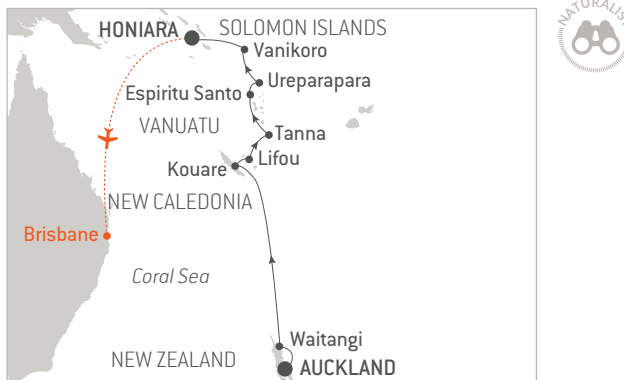 HONIARA
SOLOMON ISLANDS
Vanikoro
Ureparapara
Espiritu Santo
VANUATU
Tanna
Lifou
Kouare
NEW CALEDONIA
Brisbane
Coral Sea
Waitangi
NEW ZEALAND
AUCKLAND